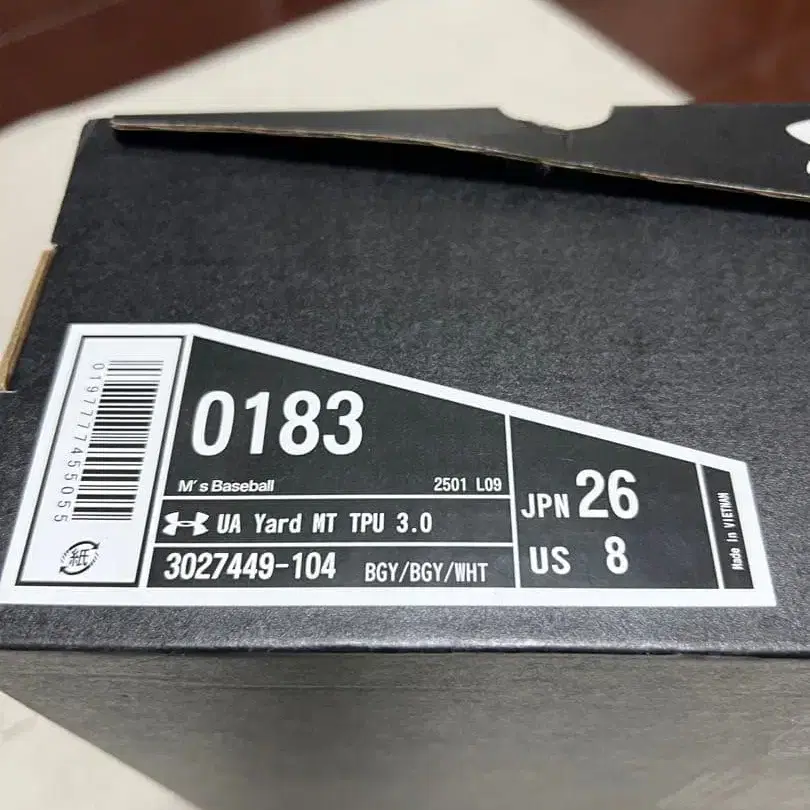 0197777455055
紙
0183
M's Baseball 2501 L09
UA Yard MT TPU 3.0
3027449-104 BGY/BGY/WHT
JPN 26
US 8
Made in VIETNAM